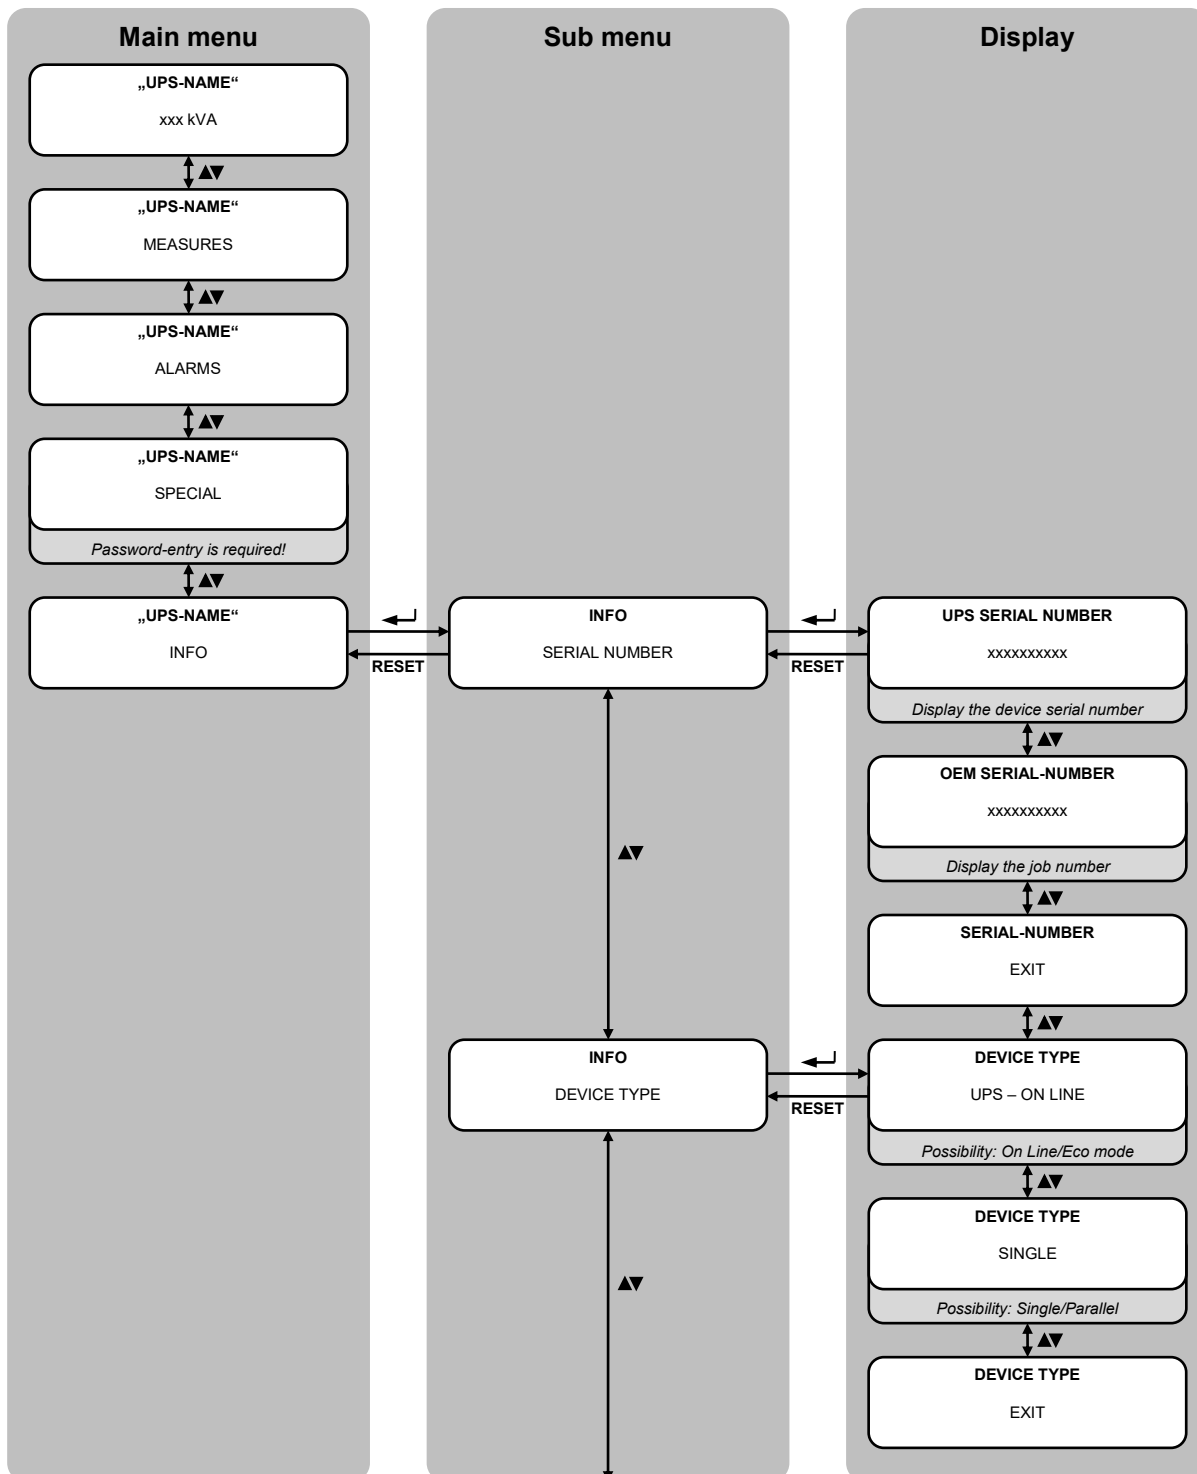 Main menu
Sub menu
Display
„UPS-NAME“
xxx kVA
▲▼
„UPS-NAME“
MEASURES
▲▼
„UPS-NAME“
ALARMS
▲▼
„UPS-NAME“
SPECIAL
Password-entry is required!
▲▼
„UPS-NAME“
INFO
RESET
INFO
SERIAL NUMBER
RESET
UPS SERIAL NUMBER
xxxxxxxxxx
Display the device serial number
▲▼
OEM SERIAL-NUMBER
xxxxxxxxxx
Display the job number
▲▼
SERIAL-NUMBER
EXIT
▲▼
▲▼
INFO
DEVICE TYPE
RESET
DEVICE TYPE
UPS – ON LINE
Possibility: On Line/Eco mode
▲▼
DEVICE TYPE
SINGLE
Possibility: Single/Parallel
▲▼
▲▼
DEVICE TYPE
EXIT